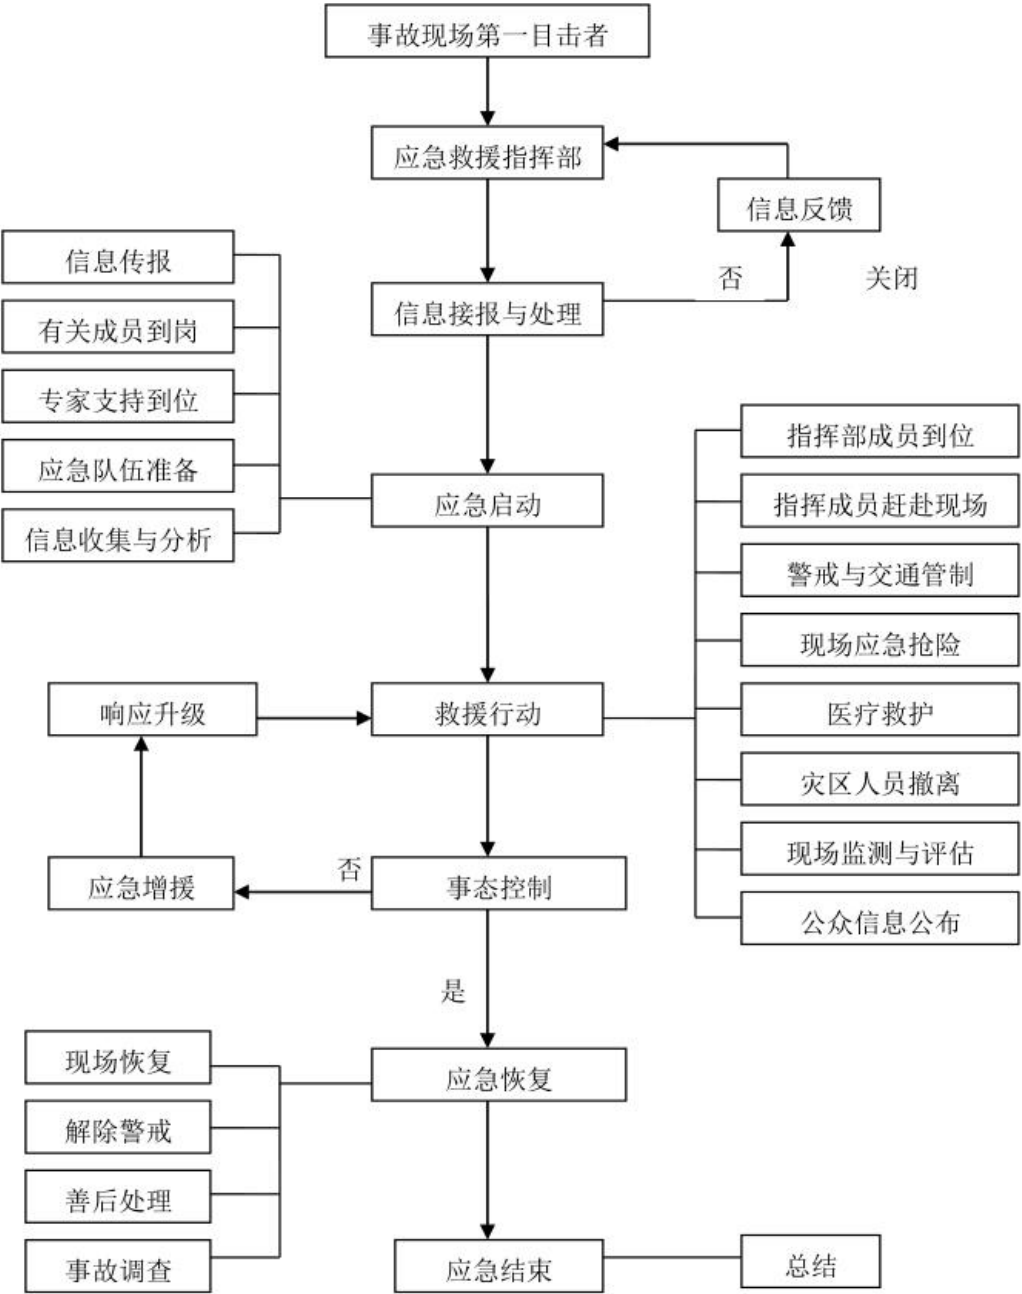 事故现场第一目击者
应急救援指挥部
信息反馈
信息传报
否
关闭
信息接报与处理
有关成员到岗
专家支持到位
指挥部成员到位
应急队伍准备
应急启动
指挥成员赶赴现场
信息收集与分析
警戒与交通管制
现场应急抢险
响应升级
救援行动
医疗救护
灾区人员撤离
现场监测与评估
否
应急增援
事态控制
公众信息公布
是
现场恢复
应急恢复
解除警戒
善后处理
事故调查
应急结束
总结